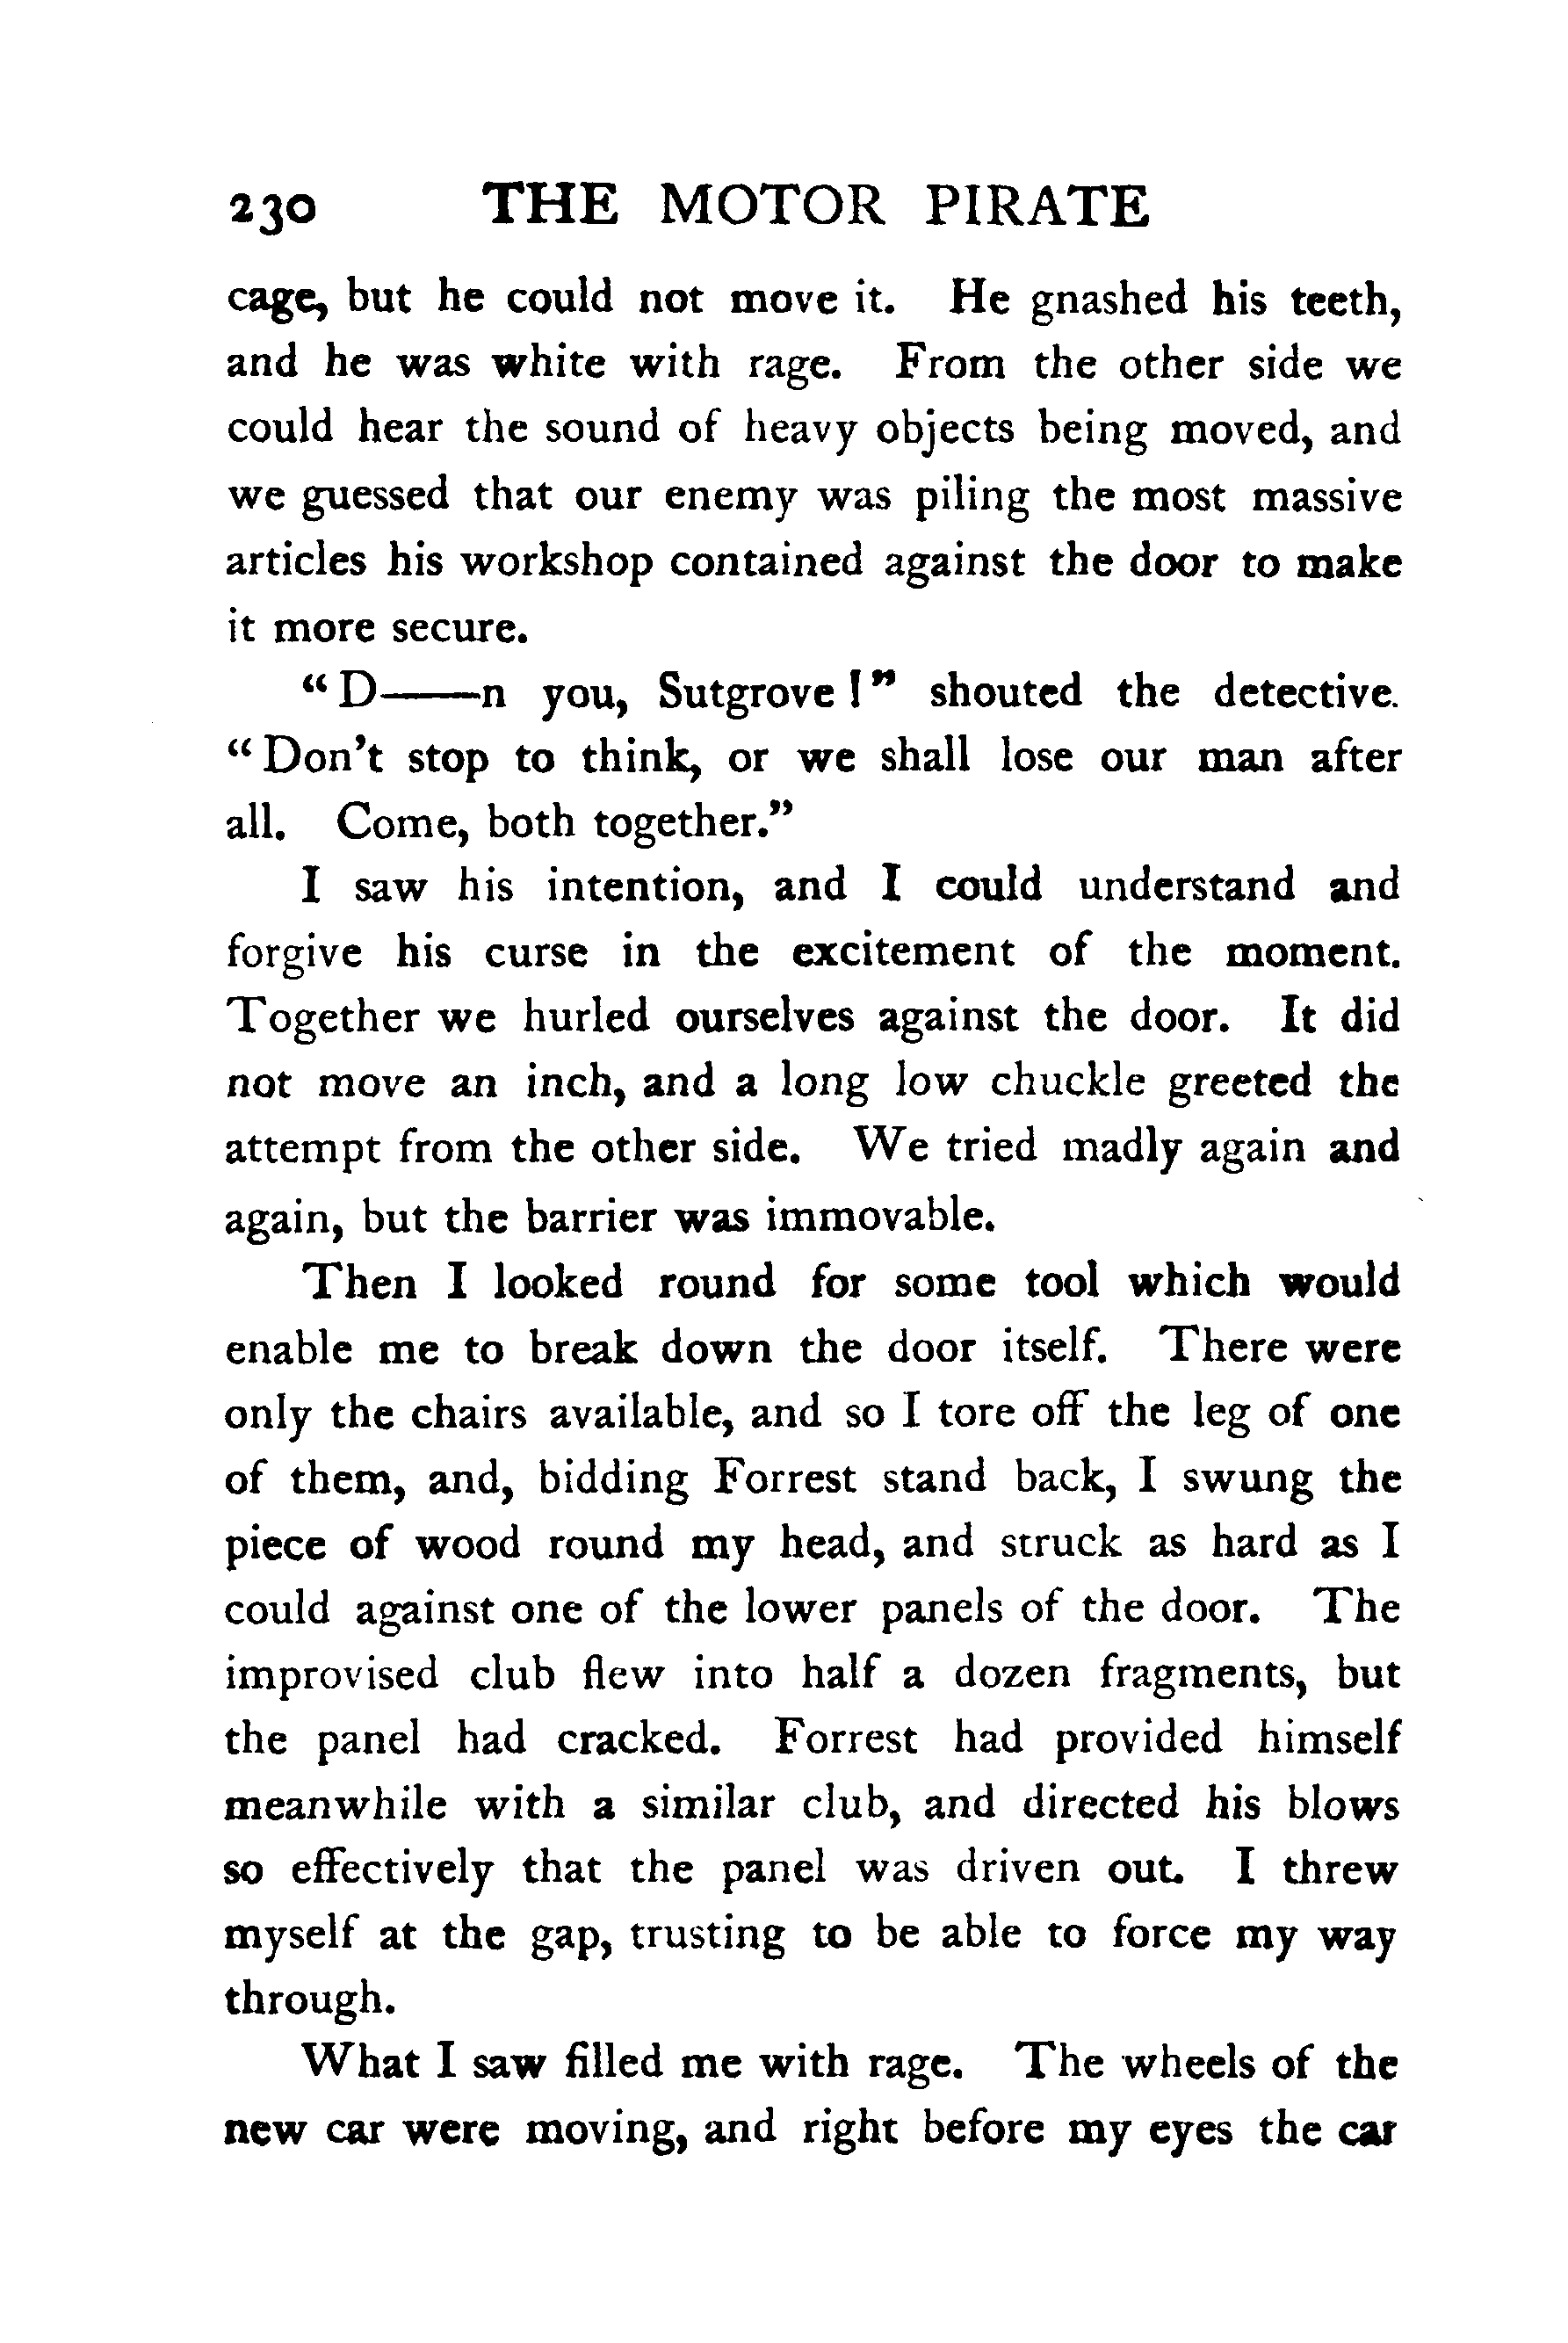 230 THE MOTOR PIRATE
cage, but he could not move it. He gnashed his teeth,
and he was white with rage. From the other side we
could hear the sound of heavy objects being moved, and
we guessed that our enemy was piling the most massive
articles his workshop contained against the door to make
it more secure.
“D——n you, Sutgrove!” shouted the detective.
“Don’t stop to think, or we shall lose our man after
all. Come, both together.”
I saw his intention, and I could understand and
forgive his curse in the excitement of the moment.
Together we hurled ourselves against the door. It did
not move an inch, and a long low chuckle greeted the
attempt from the other side. We tried madly again and
again, but the barrier was immovable.
Then I looked round for some tool which would
enable me to break down the door itself. There were
only the chairs available, and so I tore off the leg of one
of them, and, bidding Forrest stand back, I swung the
piece of wood round my head, and struck as hard as I
could against one of the lower panels of the door. The
improvised club flew into half a dozen fragments, but
the panel had cracked. Forrest had provided himself
meanwhile with a similar club, and directed his blows
so effectively that the panel was driven out. I threw
myself at the gap, trusting to be able to force my way
through.
What I saw filled me with rage. The wheels of the
new car were moving, and right before my eyes the car